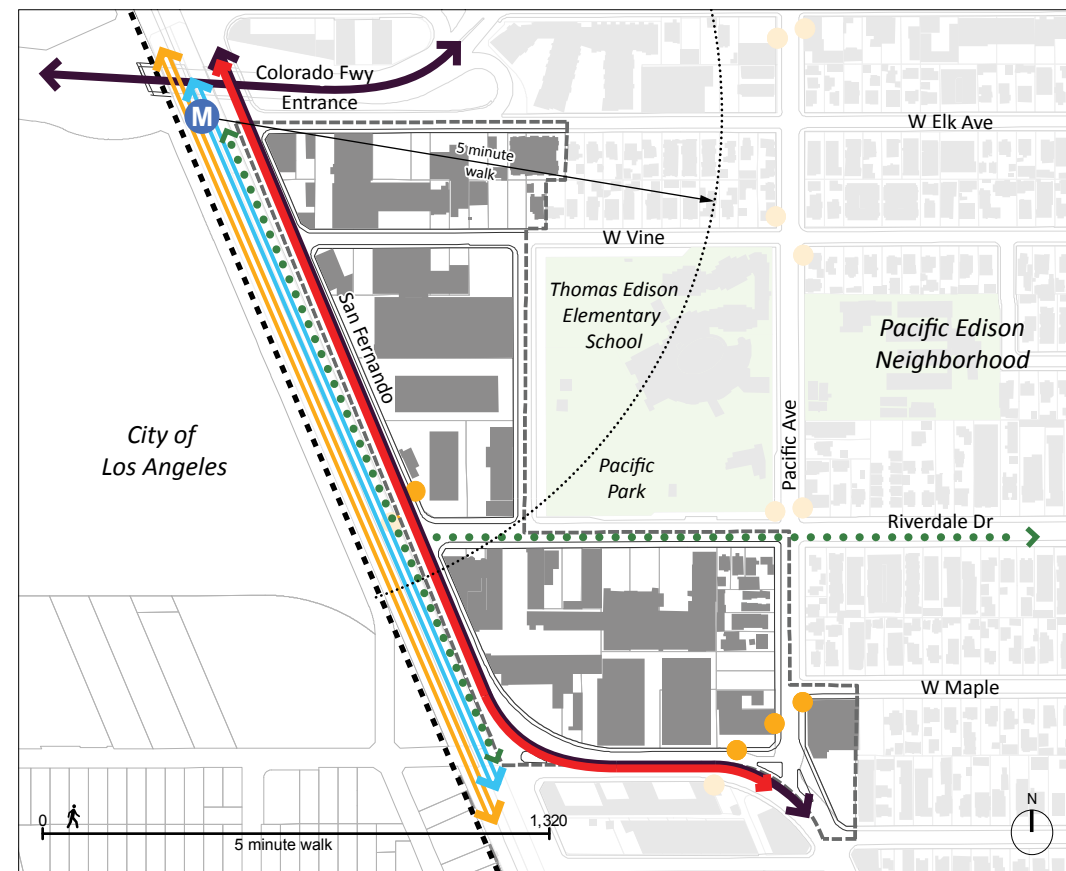 Colorado Fwy
Entrance
M
W Elk Ave
5 minute
walk
W Vine
San Fernando
Thomas Edison
Elementary
School
Pacific Edison
Neighborhood
City of
Los Angeles
Pacific
Park
Pacific Ave
Riverdale Dr
W Maple
0
1,320
5 minute walk
N